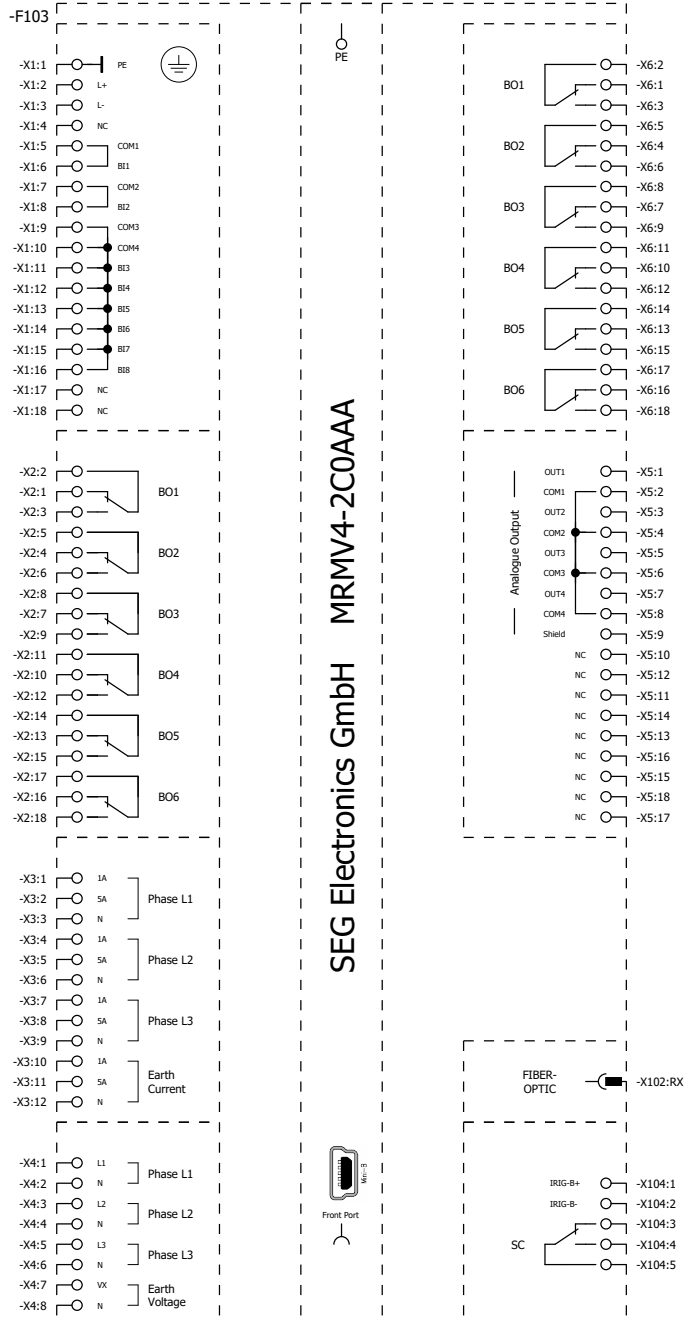 -F103
-X1:1 PE
-X1:2 L+
-X1:3 L-
-X1:4 NC
-X1:5 COM1
-X1:6 BI1
-X1:7 COM2
-X1:8 BI2
-X1:9 COM3
-X1:10 COM4
-X1:11 BI3
-X1:12 BI4
-X1:13 BI5
-X1:14 BI6
-X1:15 BI7
-X1:16 BI8
-X1:17 NC
-X1:18 NC
-X2:2
-X2:1 BO1
-X2:3
-X2:5
-X2:4 BO2
-X2:6
-X2:8
-X2:7 BO3
-X2:9
-X2:11
-X2:10 BO4
-X2:12
-X2:14
-X2:13 BO5
-X2:15
-X2:17
-X2:16 BO6
-X2:18
-X3:1 1A
-X3:2 5A Phase L1
-X3:3 N
-X3:4 1A
-X3:5 5A Phase L2
-X3:6 N
-X3:7 1A
-X3:8 5A Phase L3
-X3:9 N
-X3:10 1A
Earth
-X3:11 5A
Current
-X3:12 N
-X4:1 L1
Phase L1
-X4:2 N
-X4:3 L2
Phase L2
-X4:4 N
-X4:5 L3
Phase L3
-X4:6 N
-X4:7 VX
Earth
Voltage
-X4:8 N
PE
SEG Electronics GmbH MRMV4-2C0AAA
Mini-B
Front Port
-X6:2
BO1 -X6:1
-X6:3
-X6:5
BO2 -X6:4
-X6:6
-X6:8
BO3 -X6:7
-X6:9
-X6:11
BO4 -X6:10
-X6:12
-X6:14
BO5 -X6:13
-X6:15
-X6:17
BO6 -X6:16
-X6:18
Analogue Output
OUT1 -X5:1
COM1 -X5:2
OUT2 -X5:3
COM2 -X5:4
OUT3 -X5:5
COM3 -X5:6
OUT4 -X5:7
COM4 -X5:8
Shield -X5:9
NC -X5:10
NC -X5:12
NC -X5:11
NC -X5:14
NC -X5:13
NC -X5:16
NC -X5:15
NC -X5:18
NC -X5:17
FIBER-
OPTIC
-X102:RX
IRIG-B+ -X104:1
IRIG-B- -X104:2
-X104:3
SC -X104:4
-X104:5